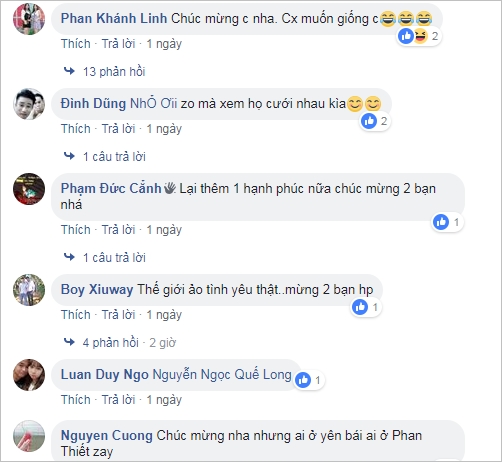 Phan Khánh Linh Chúc mừng c nha. Cx muốn giống c
2
Thích · Trả lời · 1 ngày
13 phản hồi
Đình Dũng NhỎ Ơii zo mà xem họ cưới nhau kìa
2
Thích · Trả lời · 1 ngày
1 câu trả lời
Phạm Đức Cảnh Lại thêm 1 hạnh phúc nữa chúc mừng 2 bạn
nhá
1
Thích · Trả lời · 1 ngày
1 câu trả lời
Boy Xiuway Thế giới ảo tình yêu thật..mừng 2 bạn hp
1
Thích · Trả lời · 1 ngày
4 phản hồi · 2 giờ
Luan Duy Ngo Nguyễn Ngọc Quế Long
1
Thích · Trả lời · 1 ngày
Nguyen Cuong Chúc mừng nha nhưng ai ở yên bái ai ở Phan
Thiết zay